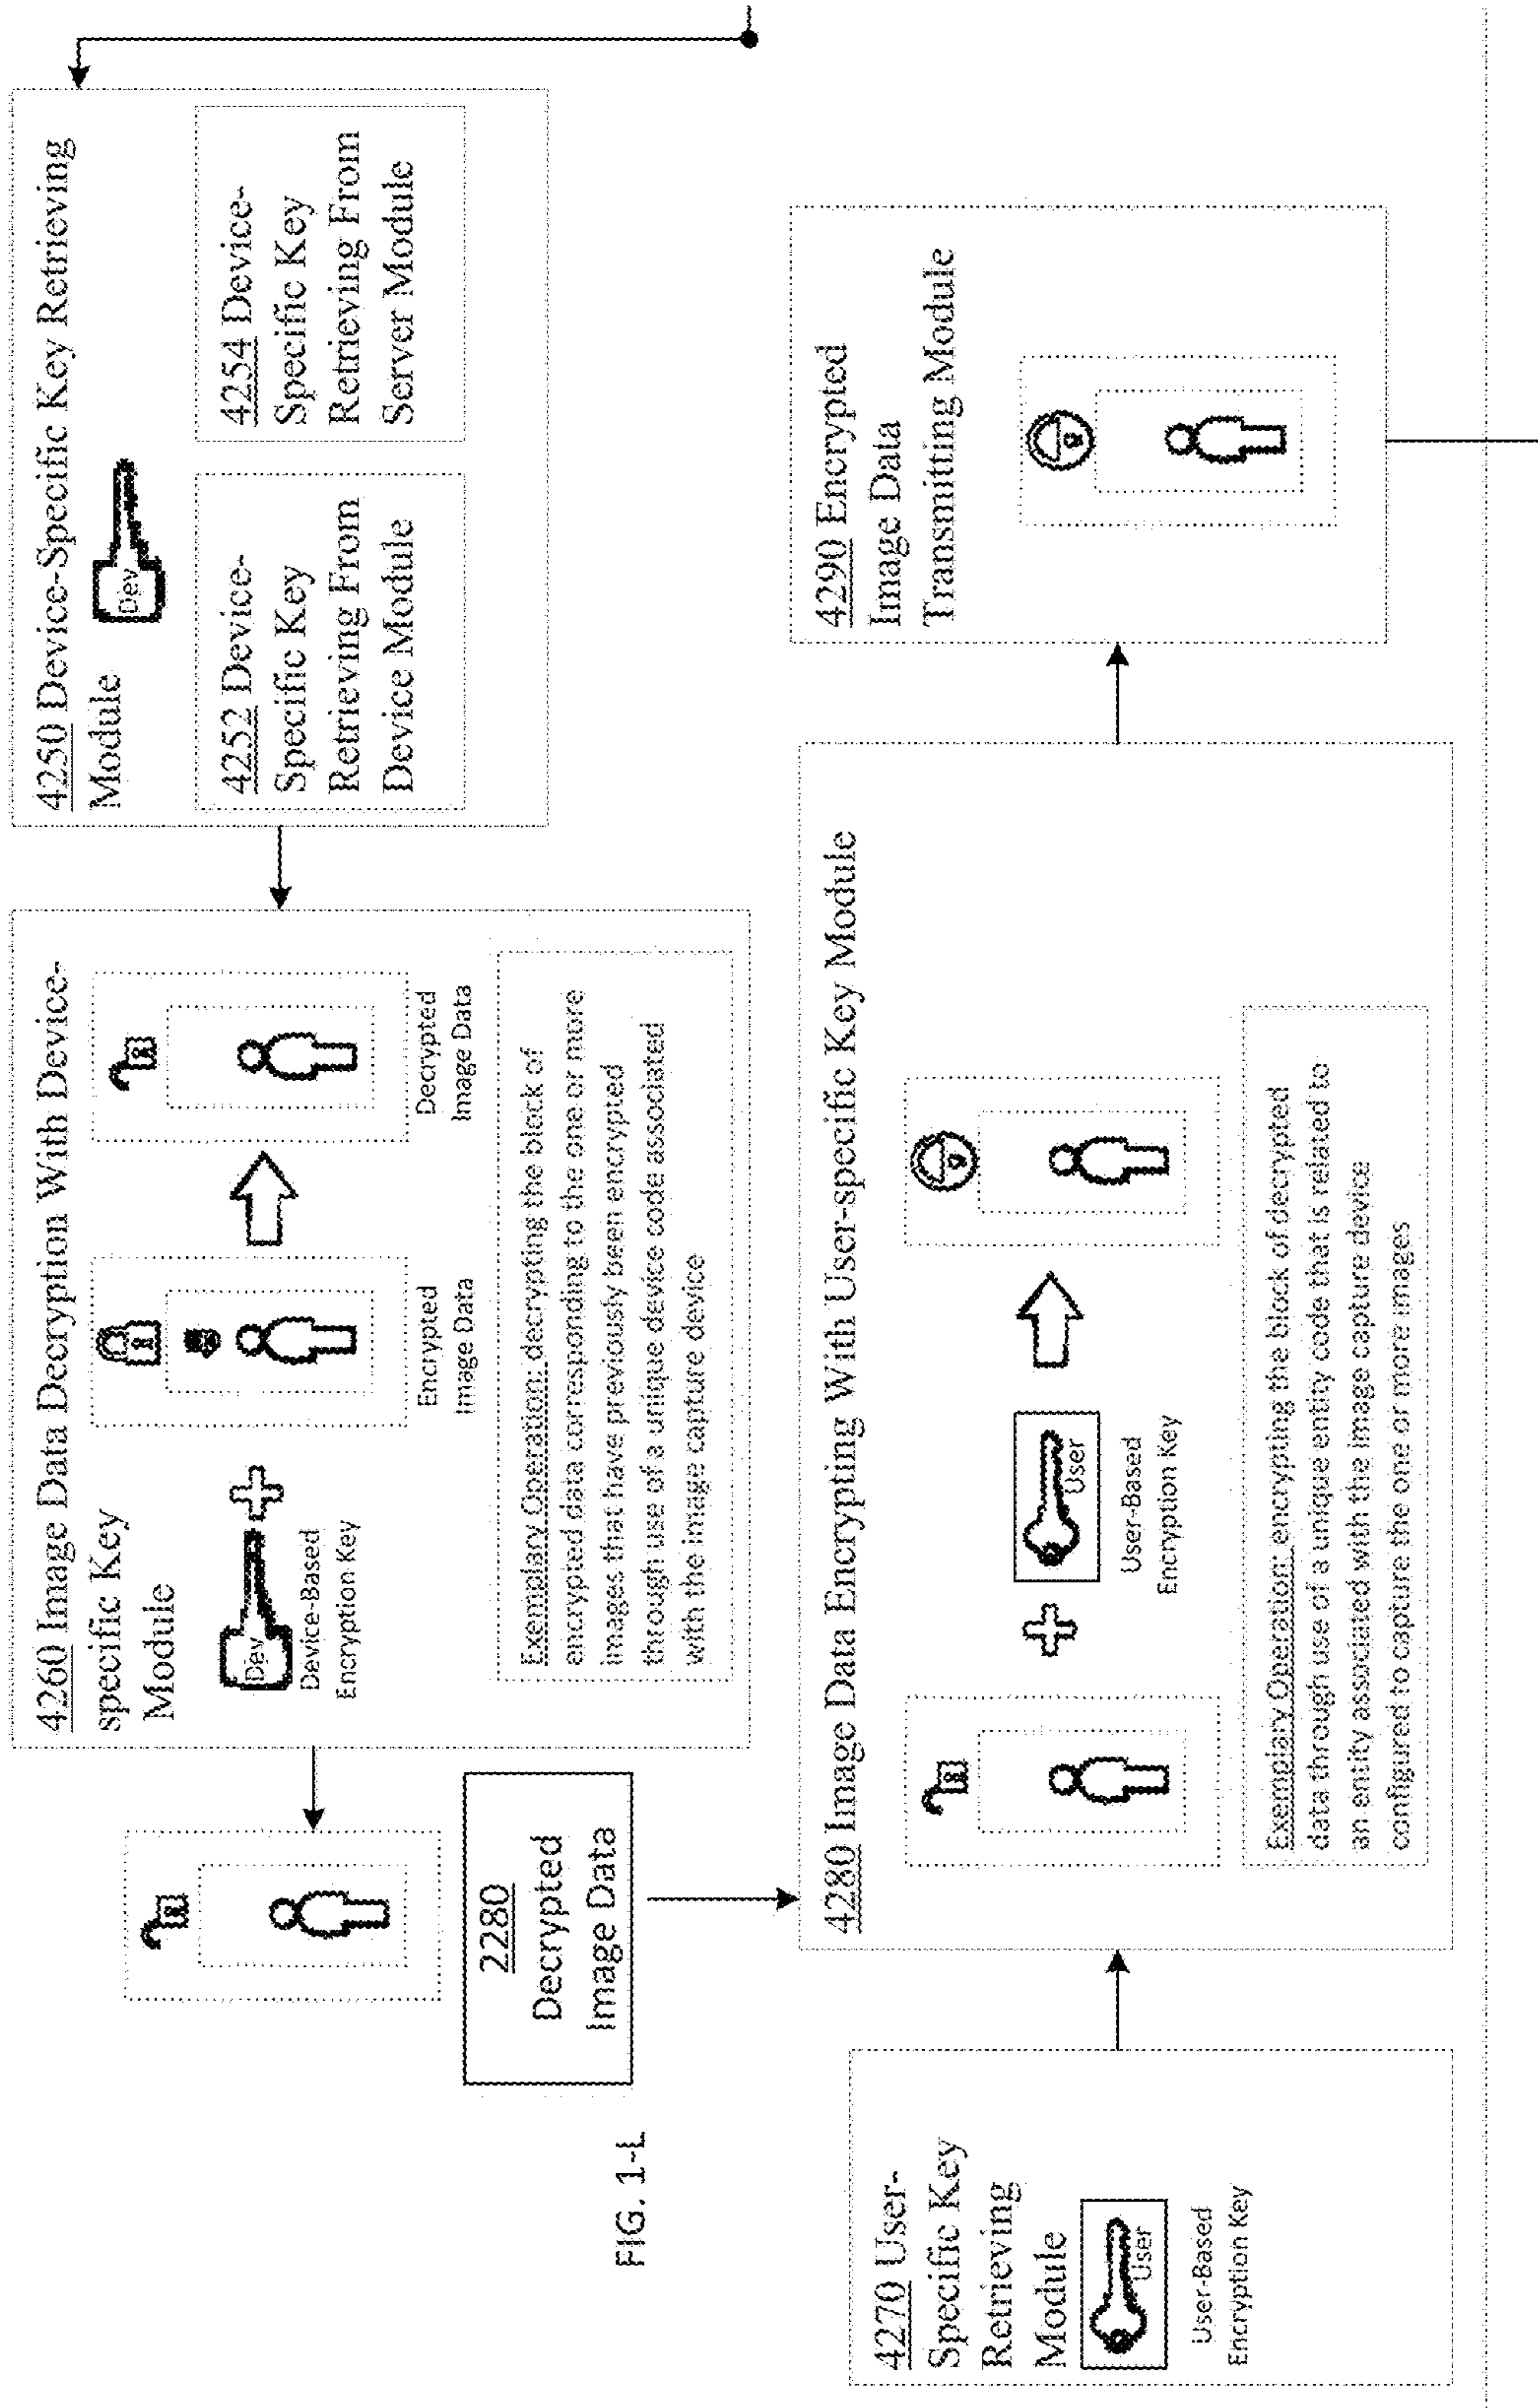 4250 Device-Specific Key Retrieving
Module
Dev
4252 Device-
Specific Key
Retrieving From
Device Module
4254 Device-
Specific Key
Retrieving From
Server Module
4260 Image Data Decryption With Device-
specific Key
Module
Dev
Device-Based
Encryption Key
Encrypted
Image Data
Decrypted
Image Data
Exemplary Operation: decrypting the block of
encrypted data corresponding to the one or more
images that have previously been encrypted
through use of a unique device code associated
with the image capture device
2280
Decrypted
Image Data
FIG. 1-L
4270 User-
Specific Key
Retrieving
Module
User
User-Based
Encryption Key
4280 Image Data Encrypting With User-specific Key Module
User
User-Based
Encryption Key
Exemplary Operation: encrypting the block of decrypted
data through use of a unique entity code that is related to
an entity associated with the image capture device
configured to capture the one or more images
4290 Encrypted
Image Data
Transmitting Module